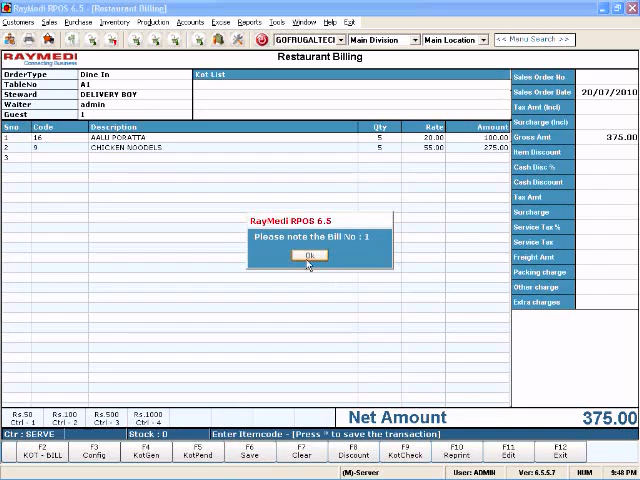 RayMedi RPOS 6.5 - [Restaurant Billing]
Customers Sales Purchase Inventory Production Accounts Excise Reports Tools Window Help Exit
GOFRUGALTECI Main Division Main Location << Menu Search >>
RAYMEDI Restaurant Billing
Connecting Business
OrderType Dine In Kot List
TableNo A1
Steward DELIVERY BOY
Waiter admin
Guest 1
Sales Order No
Sales Order Date 20/07/2010
Tax Amt (Incl)
Surcharge (Incl)
Gross Amt 375.00
Item Discount
Cash Disc %
Cash Discount
Tax Amt
Surcharge
Service Tax %
Service Tax
Freight Amt
Packing charge
Other charge
Extra charges
Sno Code Description Qty Rate Amount
1 16 AALU PORATTA 5 20.00 100.00
2 9 CHICKEN NOODELS 5 55.00 275.00
3
RayMedi RPOS 6.5
Please note the Bill No : 1
Ok
Rs.50 Rs.100 Rs.500 Rs.1000
Ctrl - 1 Ctrl - 2 Ctrl - 3 Ctrl - 4
Net Amount 375.00
Ctr : SERVE Stock : 0 Enter Itemcode - [Press * to save the transaction]
F2 F3 F4 F5 F6 F7 F8 F9 F10 F11 F12
KOT - BILL Config KotGen KotPend Save Clear Discount KotCheck Reprint Edit Exit
(M)-Server User: ADMIN Ver: 6.5.5.7 NUM 9:48 PM